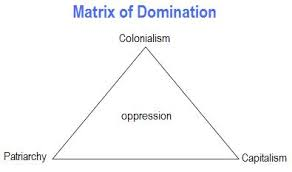 Matrix of Domination
Colonialism
oppression
Patriarchy
Capitalism